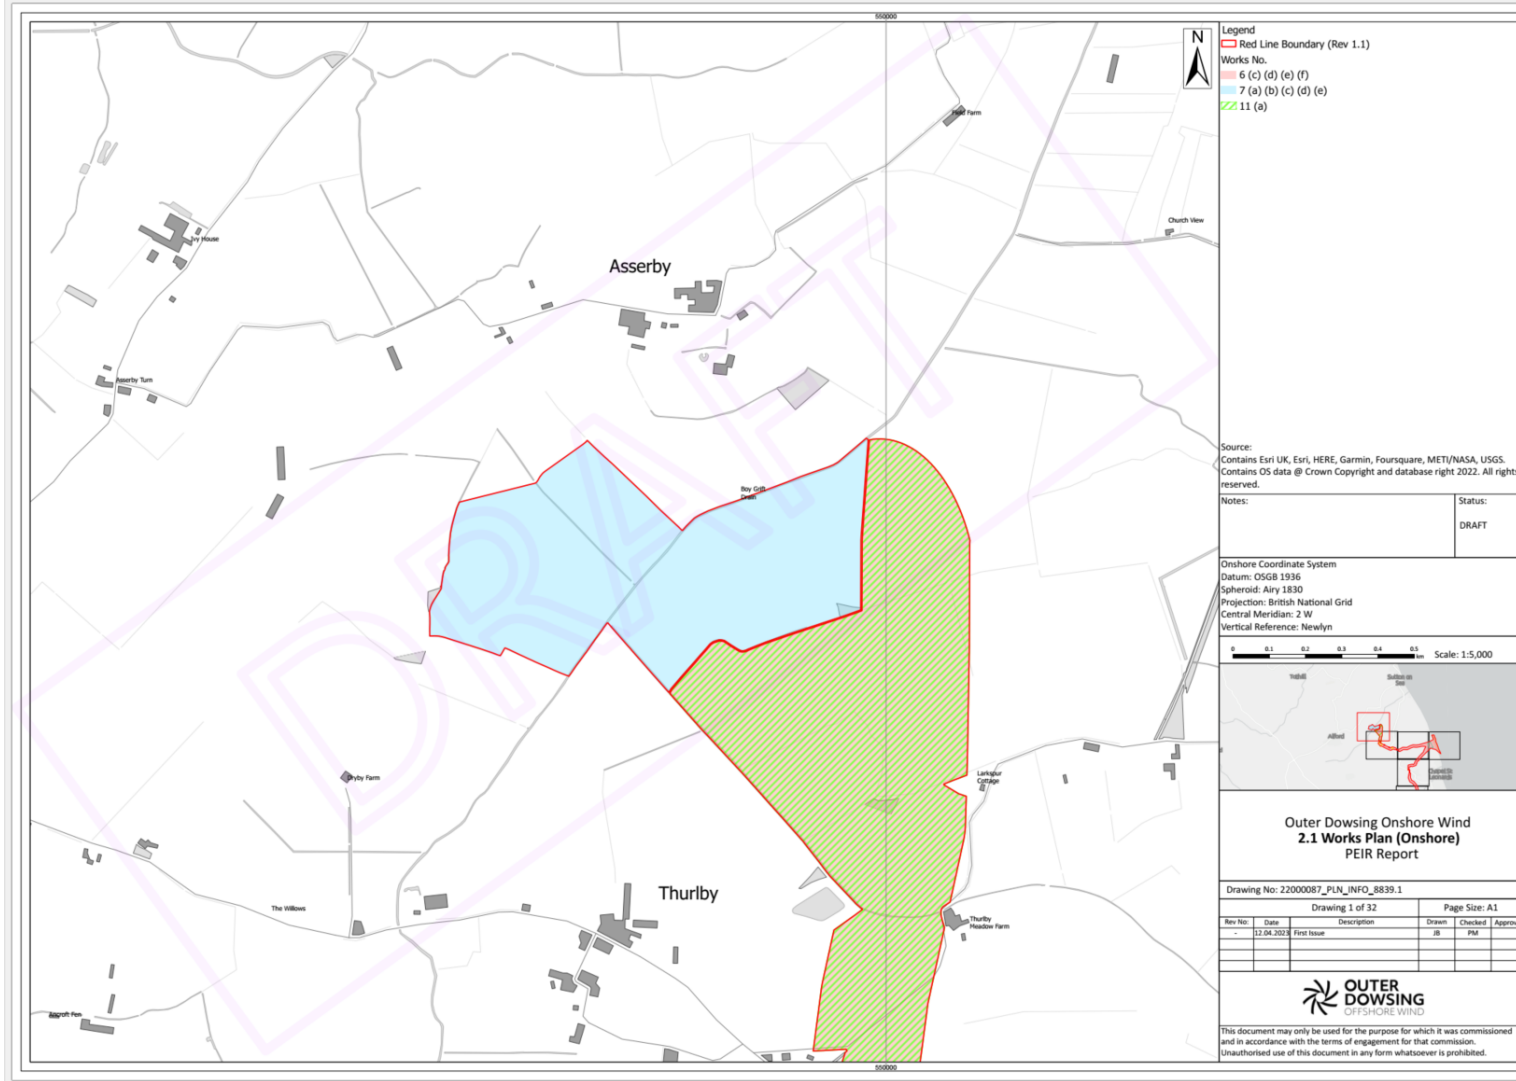 550000
N
Legend
Red Line Boundary (Rev 1.1)
Works No.
6 (c) (d) (e) (f)
7 (a) (b) (c) (d) (e)
11 (a)
Field Farm
Church View
Ivy House
Asserby
Asserby Turn
Boy Grift
Drain
DRAFT
Source:
Contains Esri UK, Esri, HERE, Garmin, Foursquare, METI/NASA, USGS.
Contains OS data @ Crown Copyright and database right 2022. All rights
reserved.
Notes:
Status:
DRAFT
Onshore Coordinate System
Datum: OSGB 1936
Spheroid: Airy 1830
Projection: British National Grid
Central Meridian: 2 W
Vertical Reference: Newlyn
0 0.1 0.2 0.3 0.4 0.5
km
Scale: 1:5,000
Sutton on
Sea
Alford
Larkspur
Cottage
Thurlby
The Willows
Thurlby
Meadow Farm
Outer Dowsing Onshore Wind
2.1 Works Plan (Onshore)
PEIR Report
Drawing No: 22000087_PLN_INFO_8839.1
Drawing 1 of 32
Page Size: A1
Rev No: Date Description Drawn Checked Approv
- 12.04.2023 First Issue JB PM
OUTER
DOWSING
OFFSHORE WIND
This document may only be used for the purpose for which it was commissioned
and in accordance with the terms of engagement for that commission.
Unauthorised use of this document in any form whatsoever is prohibited.
550000